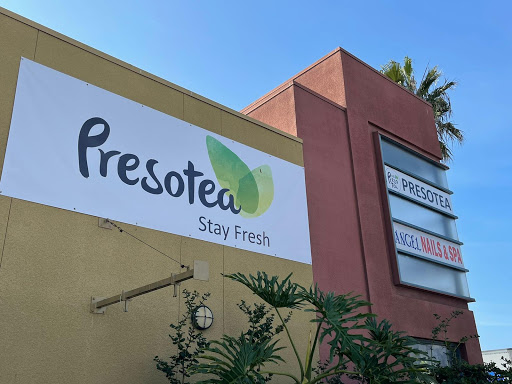 Presotea
Stay Fresh
PRESOTEA
ANGEL NAILS & SPA